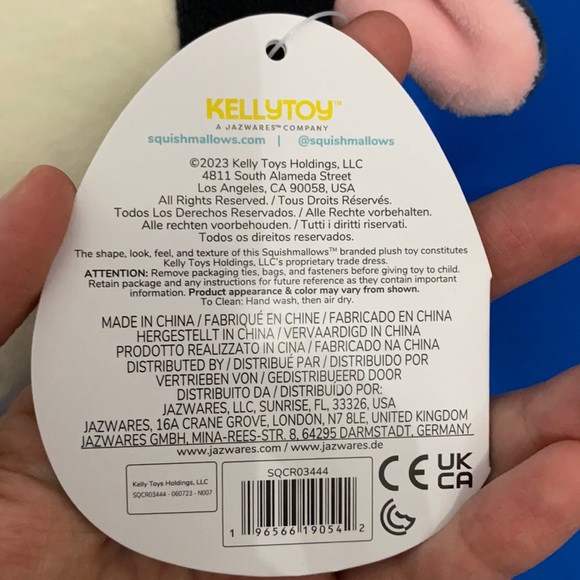 KELLYTOY™
A JAZWARES™ COMPANY
squishmallows.com | @squishmallows
©2023 Kelly Toys Holdings, LLC
4811 South Alameda Street
Los Angeles, CA 90058, USA
All Rights Reserved. / Tous Droits Réservés.
Todos Los Derechos Reservados. / Alle Rechte vorbehalten.
Alle rechten voorbehouden. / Tutti i diritti riservati.
Todos os direitos reservados.
The shape, look, feel, and texture of this Squishmallows™ branded plush toy constitutes
Kelly Toys Holdings, LLC's proprietary trade dress.
ATTENTION: Remove packaging ties, bags, and fasteners before giving toy to child.
Retain package and any instructions for future reference as they contain important
information. Product appearance & color may vary from shown.
To Clean: Hand wash, then air dry.
MADE IN CHINA / FABRIQUÉ EN CHINE / FABRICADO EN CHINA
HERGESTELLT IN CHINA / VERVAARDIGD IN CHINA
PRODOTTO REALIZZATO IN CINA / FABRICADO NA CHINA
DISTRIBUTED BY / DISTRIBUÉ PAR / DISTRIBUIDO POR
VERTRIEBEN VON / GEDISTRIBUEERD DOOR
DISTRIBUITO DA / DISTRIBUÍDO POR:
JAZWARES, LLC, SUNRISE, FL, 33326, USA
JAZWARES, 16A CRANE GROVE, LONDON, N7 8LE, UNITED KINGDOM
JAZWARES GMBH, MINA-REES-STR. 8, 64295 DARMSTADT, GERMANY
www.jazwares.com / www.jazwares.de
Kelly Toys Holdings, LLC
SQCR03444 - 060723 - N007
SQCR03444
1 96566 19054 2
CE
UK
CA